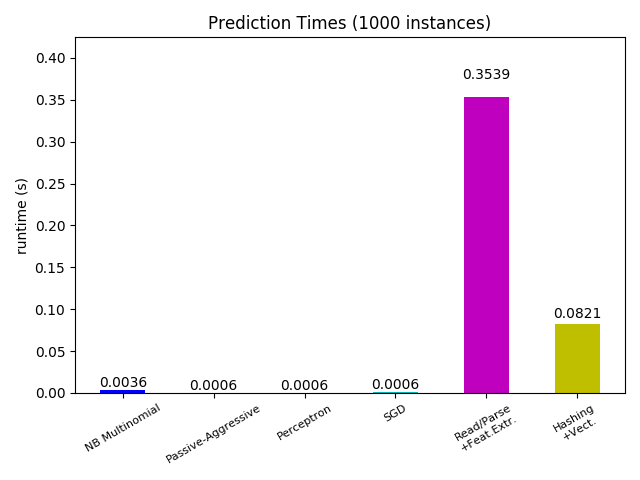 Prediction Times (1000 instances)
runtime (s)
0.40
0.35
0.30
0.25
0.20
0.15
0.10
0.05
0.00
0.0036
0.0006
0.0006
0.0006
0.3539
0.0821
NB Multinomial
Passive-Aggressive
Perceptron
SGD
Read/Parse
+Feat.Extr.
Hashing
+Vect.